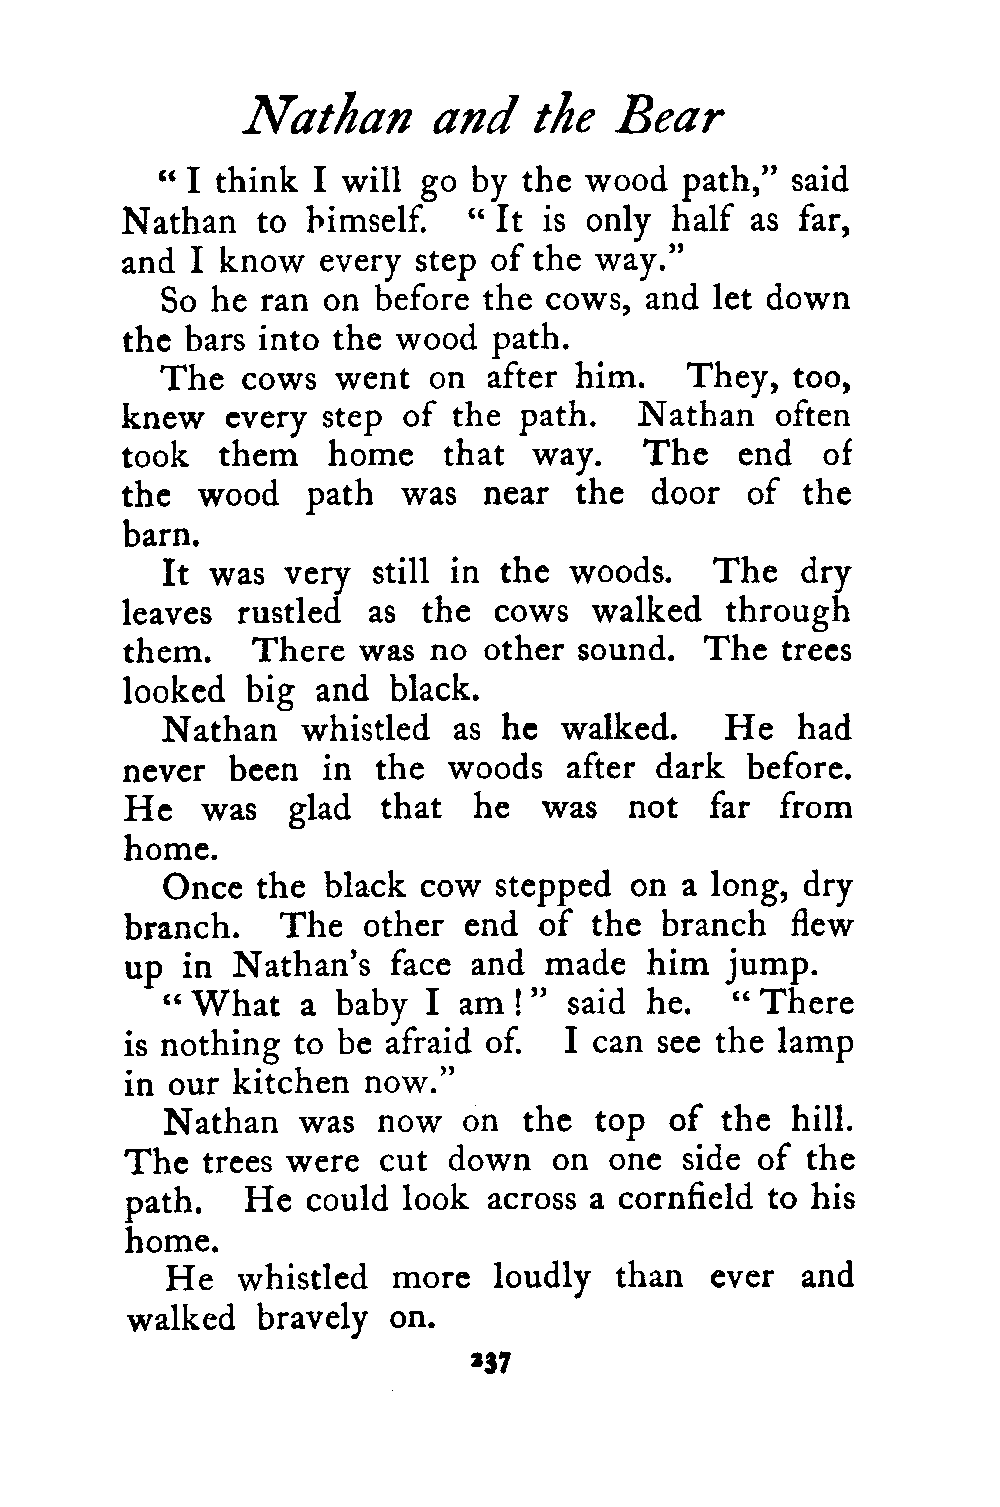 Nathan and the Bear
“ I think I will go by the wood path,” said
Nathan to himself. “ It is only half as far,
and I know every step of the way.”
So he ran on before the cows, and let down
the bars into the wood path.
The cows went on after him. They, too,
knew every step of the path. Nathan often
took them home that way. The end of
the wood path was near the door of the
barn.
It was very still in the woods. The dry
leaves rustled as the cows walked through
them. There was no other sound. The trees
looked big and black.
Nathan whistled as he walked. He had
never been in the woods after dark before.
He was glad that he was not far from
home.
Once the black cow stepped on a long, dry
branch. The other end of the branch flew
up in Nathan’s face and made him jump.
“ What a baby I am ! ” said he. “ There
is nothing to be afraid of. I can see the lamp
in our kitchen now.”
Nathan was now on the top of the hill.
The trees were cut down on one side of the
path. He could look across a cornfield to his
home.
He whistled more loudly than ever and
walked bravely on.
237